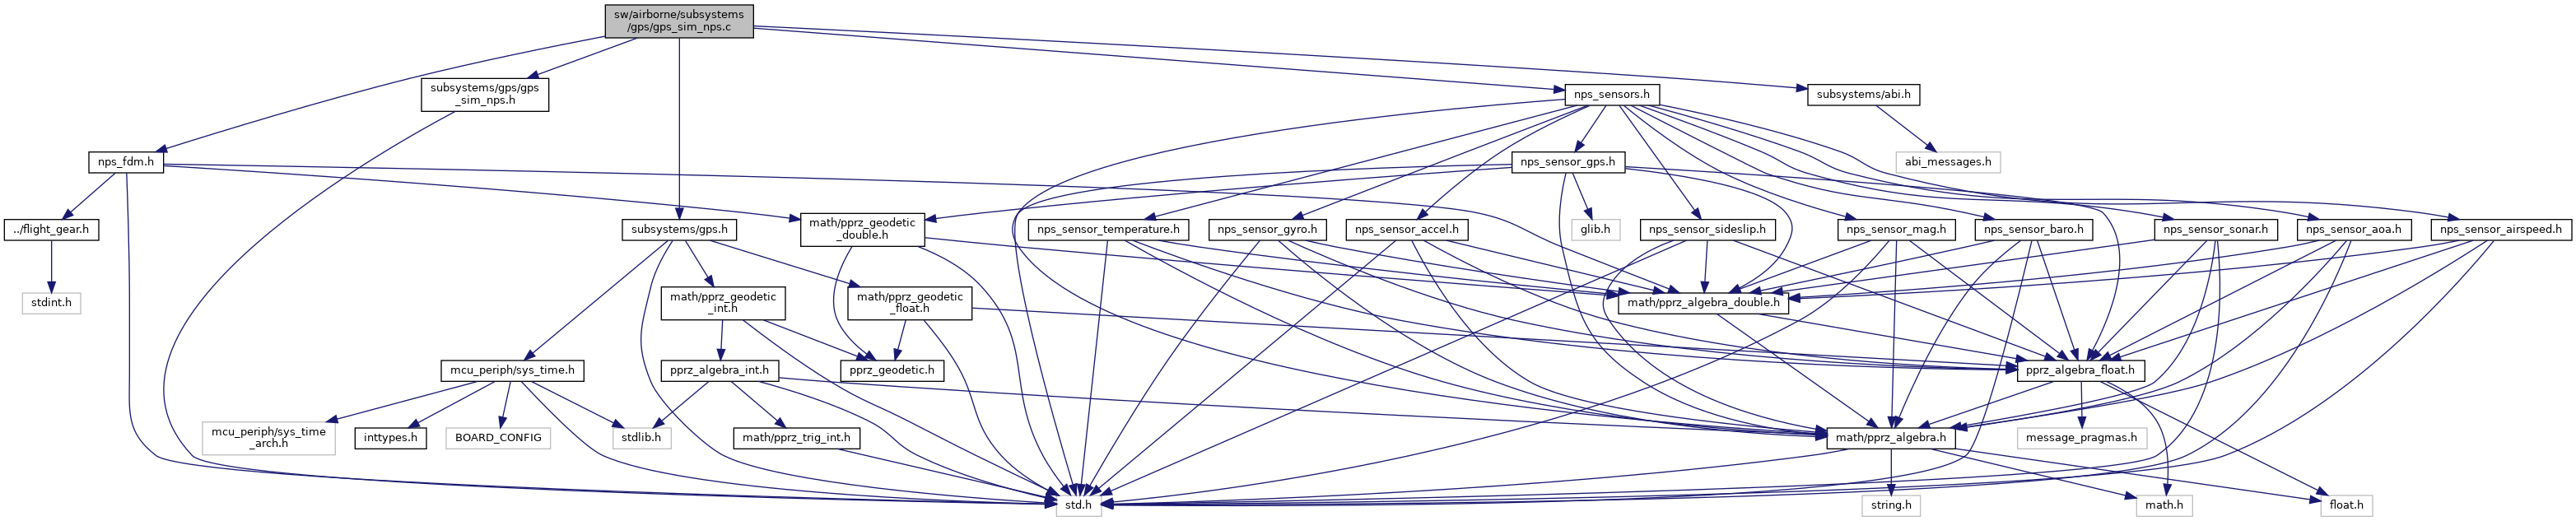 sw/airborne/subsystems
/gps/gps_sim_nps.c
subsystems/gps/gps
_sim_nps.h
nps_sensors.h
subsystems/abi.h
nps_fdm.h
nps_sensor_gps.h
abi_messages.h
../flight_gear.h
subsystems/gps.h
math/pprz_geodetic
_double.h
nps_sensor_temperature.h
nps_sensor_gyro.h
nps_sensor_accel.h
glib.h
nps_sensor_sideslip.h
nps_sensor_mag.h
nps_sensor_baro.h
nps_sensor_sonar.h
nps_sensor_aoa.h
nps_sensor_airspeed.h
stdint.h
math/pprz_geodetic
_int.h
math/pprz_geodetic
_float.h
math/pprz_algebra_double.h
mcu_periph/sys_time.h
pprz_algebra_int.h
pprz_geodetic.h
pprz_algebra_float.h
mcu_periph/sys_time
_arch.h
inttypes.h
BOARD_CONFIG
stdlib.h
math/pprz_trig_int.h
math/pprz_algebra.h
message_pragmas.h
std.h
string.h
math.h
float.h